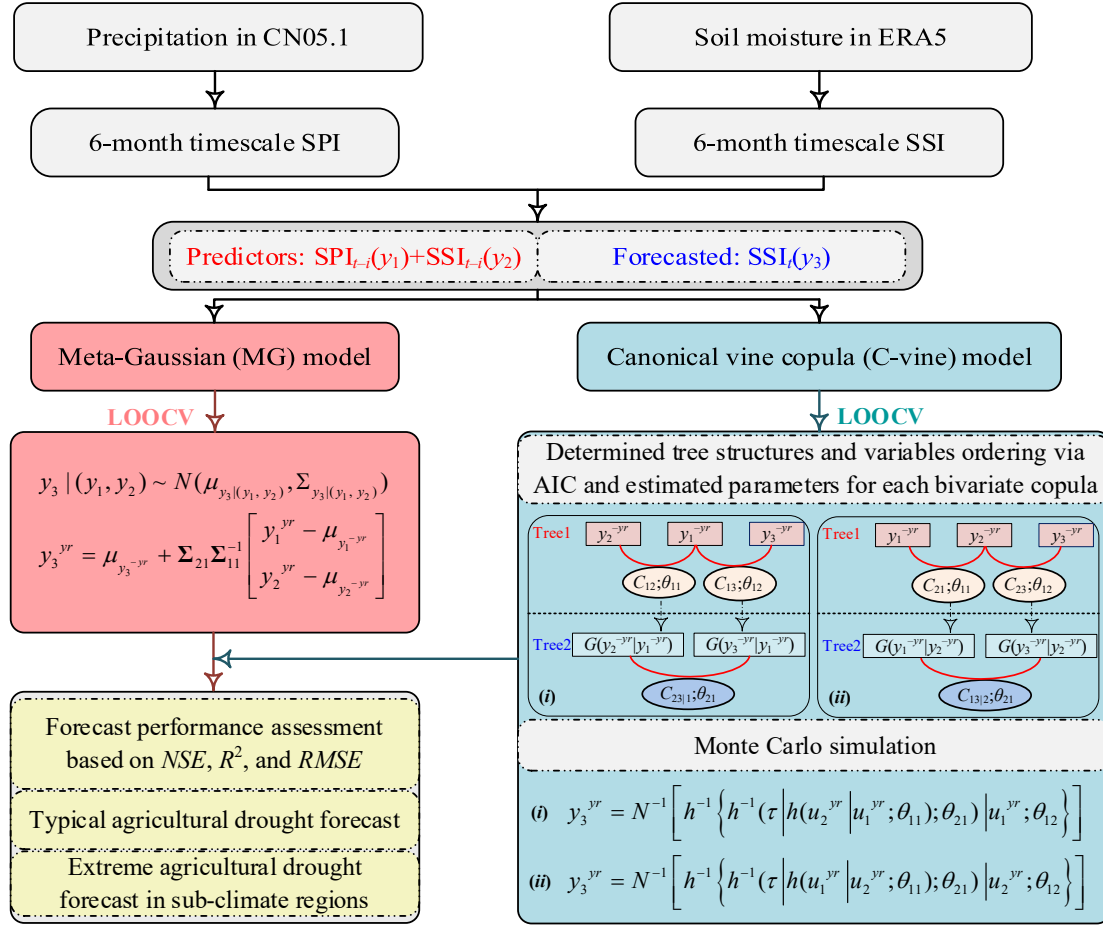 Precipitation in CN05.1
Soil moisture in ERA5
6-month timescale SPI
6-month timescale SSI
Predictors: SPI_{t–i}(y_1)+SSI_{t–i}(y_2)
Forecasted: SSI_t(y_3)
Meta-Gaussian (MG) model
Canonical vine copula (C-vine) model
LOOCV
LOOCV
y_3 | (y_1, y_2) ~ N(μ_{y_3|(y_1, y_2)}, Σ_{y_3|(y_1, y_2)})
y_3^{yr} = μ_{y_3^{-yr}} + Σ_{21}Σ_{11}^{-1} [ y_1^{yr} − μ_{y_1^{-yr}}
y_2^{yr} − μ_{y_2^{-yr}} ]
Determined tree structures and variables ordering via
AIC and estimated parameters for each bivariate copula
Tree1
y_2^{-yr} y_1^{-yr} y_3^{-yr}
C_{12};θ_{11} C_{13};θ_{12}
Tree2
G(y_2^{-yr}|y_1^{-yr}) G(y_3^{-yr}|y_1^{-yr})
C_{23|1};θ_{21}
(i)
Tree1
y_1^{-yr} y_2^{-yr} y_3^{-yr}
C_{21};θ_{11} C_{23};θ_{12}
Tree2
G(y_1^{-yr}|y_2^{-yr}) G(y_3^{-yr}|y_2^{-yr})
C_{13|2};θ_{21}
(ii)
Monte Carlo simulation
(i) y_3^{yr} = N^{-1}[h^{-1}{h^{-1}(τ|h(u_2^{yr}|u_1^{yr};θ_{11});θ_{21})|u_1^{yr};θ_{12}}]
(ii) y_3^{yr} = N^{-1}[h^{-1}{h^{-1}(τ|h(u_1^{yr}|u_2^{yr};θ_{11});θ_{21})|u_2^{yr};θ_{12}}]
Forecast performance assessment
based on NSE, R^2, and RMSE
Typical agricultural drought forecast
Extreme agricultural drought
forecast in sub-climate regions